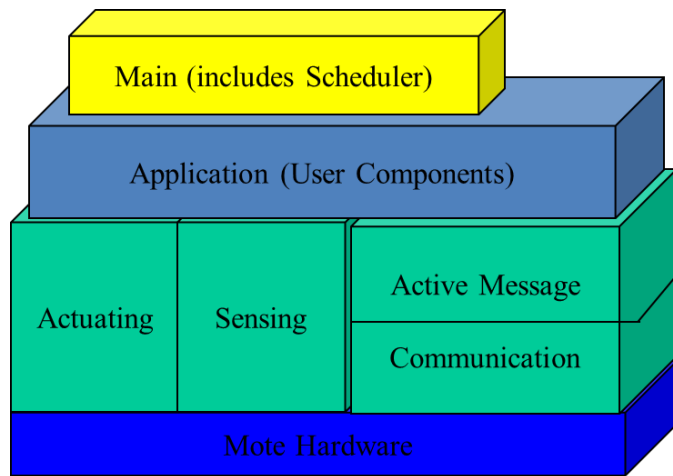 Main (includes Scheduler)
Application (User Components)
Actuating
Sensing
Active Message
Communication
Mote Hardware